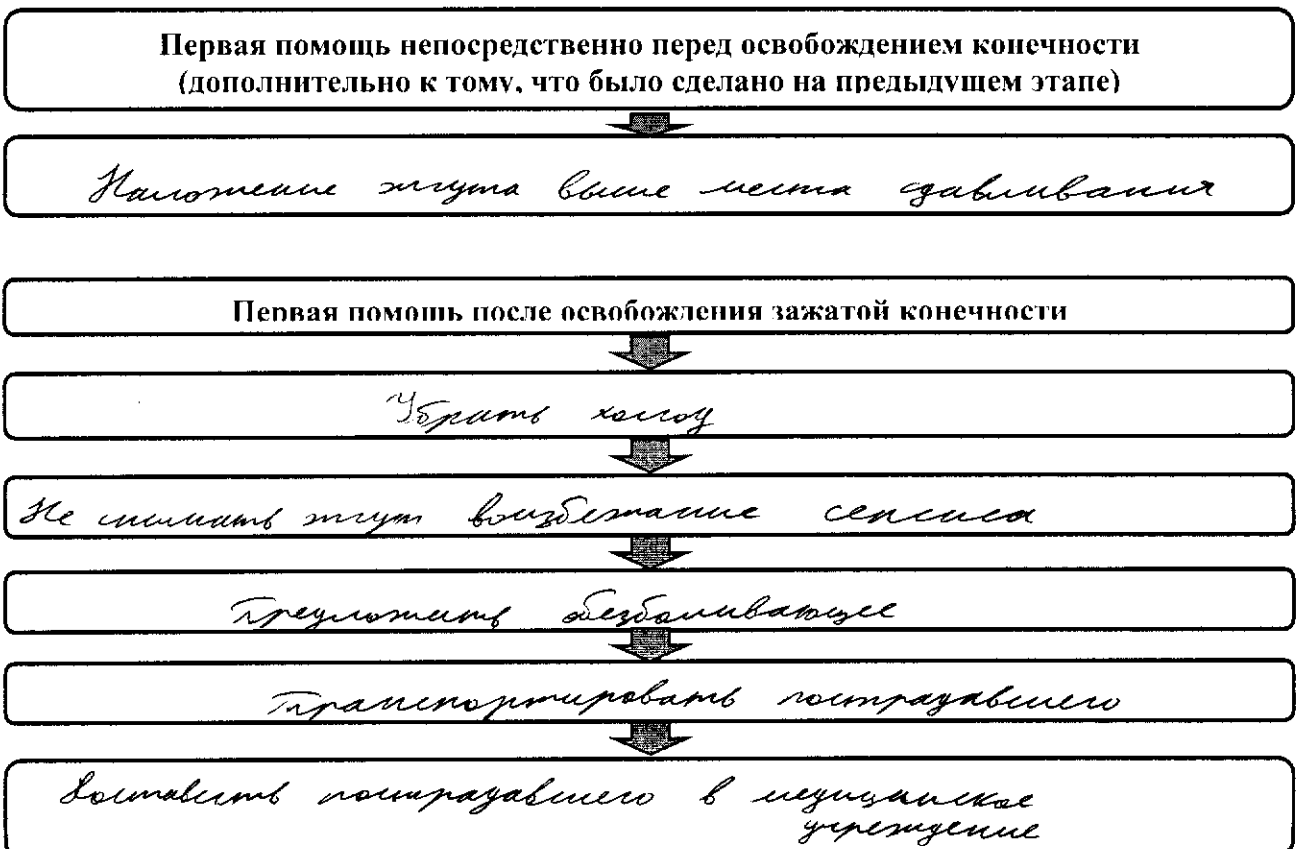 Первая помощь непосредственно перед освобождением конечности
(дополнительно к тому, что было сделано на предыдущем этапе)
Наложение жгута выше места сдавливания
Первая помощь после освобождения зажатой конечности
Убрать холод
Не снимать жгут воизбежание сепсиса
Предложить обезболивающее
Транспортировать пострадавшего
Доставить пострадавшего в медицинское
учреждение